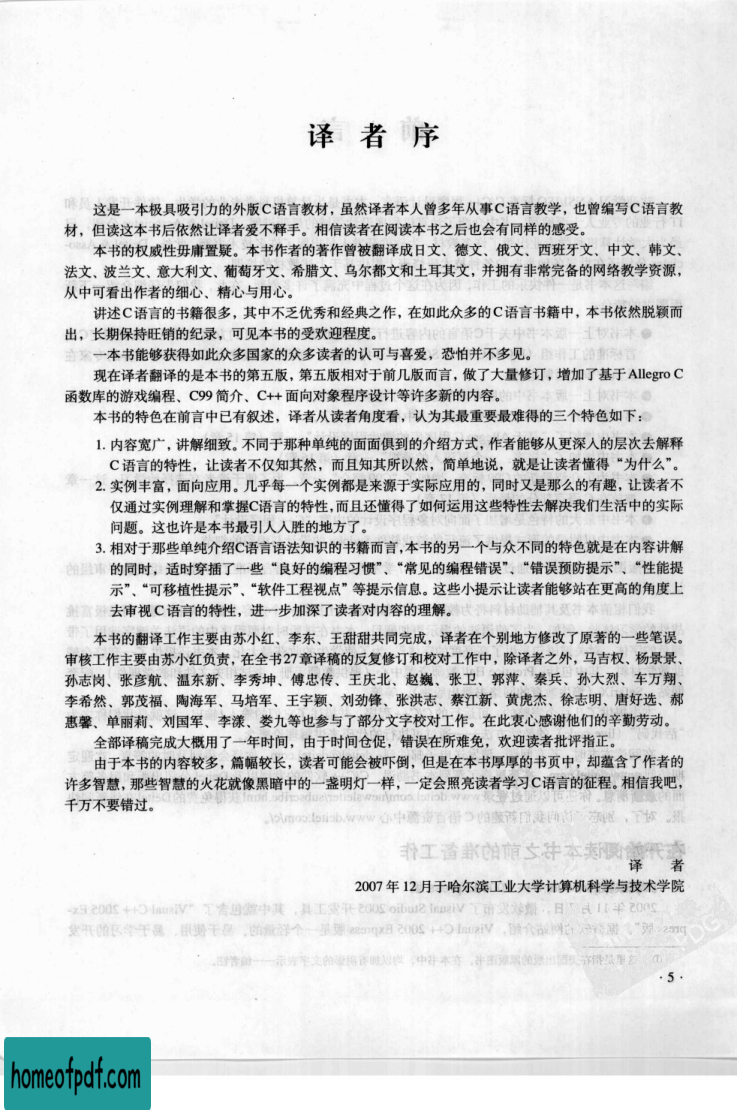 译 者 序
这是一本极具吸引力的外版C语言教材，虽然译者本人曾多年从事C语言教学，也曾编写C语言教
材，但读这本书后依然让译者爱不释手。相信读者在阅读本书之后也会有同样的感受。
本书的权威性毋庸置疑。本书作者的著作曾被翻译成日文、德文、俄文、西班牙文、中文、韩文、
法文、波兰文、意大利文、葡萄牙文、希腊文、乌尔都文和土耳其文，并拥有非常完备的网络教学资源，
从中可看出作者的细心、精心与用心。
讲述C语言的书籍很多，其中不乏优秀和经典之作，在如此众多的C语言书籍中，本书依然脱颖而
出，长期保持旺销的纪录，可见本书的受欢迎程度。
一本书能够获得如此众多国家的众多读者的认可与喜爱，恐怕并不多见。
现在译者翻译的是本书的第五版，第五版相对于前几版而言，做了大量修订，增加了基于Allegro C
函数库的游戏编程、C99 简介、C++ 面向对象程序设计等许多新的内容。
本书的特色在前言中已有叙述，译者从读者角度看，认为其最重要最难得的三个特色如下：
1. 内容宽广，讲解细致。不同于那种单纯的面面俱到的介绍方式，作者能够从更深入的层次去解释
C语言的特性，让读者不仅知其然，而且知其所以然，简单地说，就是让读者懂得“为什么”。
2. 实例丰富，面向应用。几乎每一个实例都是来源于实际应用的，同时又是那么的有趣，让读者不
仅通过实例理解和掌握C语言的特性，而且还懂得了如何运用这些特性去解决我们生活中的实际
问题。这也许是本书最引人入胜的地方了。
3. 相对于那些单纯介绍C语言语法知识的书籍而言，本书的另一个与众不同的特色就是在内容讲解
的同时，适时穿插了一些“良好的编程习惯”、“常见的编程错误”、“错误预防提示”、“性能提
示”、“可移植性提示”、“软件工程视点”等提示信息。这些小提示让读者能够站在更高的角度上
去审视C语言的特性，进一步加深了读者对内容的理解。
本书的翻译工作主要由苏小红、李东、王甜甜共同完成，译者在个别地方修改了原著的一些笔误。
审核工作主要由苏小红负责，在全书27章译稿的反复修订和校对工作中，除译者之外，马吉权、杨景景、
孙志岗、张彦航、温东新、李秀坤、傅忠传、王庆北、赵巍、张卫、郭萍、秦兵、孙大烈、车万翔、
李希然、郭茂福、陶海军、马培军、王宇颖、刘劲锋、张洪志、蔡江新、黄虎杰、徐志明、唐好选、郝
惠馨、单丽莉、刘国军、李漾、娄九等也参与了部分文字校对工作。在此衷心感谢他们的辛勤劳动。
全部译稿完成大概用了一年时间，由于时间仓促，错误在所难免，欢迎读者批评指正。
由于本书的内容较多，篇幅较长，读者可能会被吓倒，但是在本书厚厚的书页中，却蕴含了作者的
许多智慧，那些智慧的火花就像黑暗中的一盏明灯一样，一定会照亮读者学习C语言的征程。相信我吧，
千万不要错过。
译 者
2007 年 12 月于哈尔滨工业大学计算机科学与技术学院
· 5 ·
homeofpdf.com